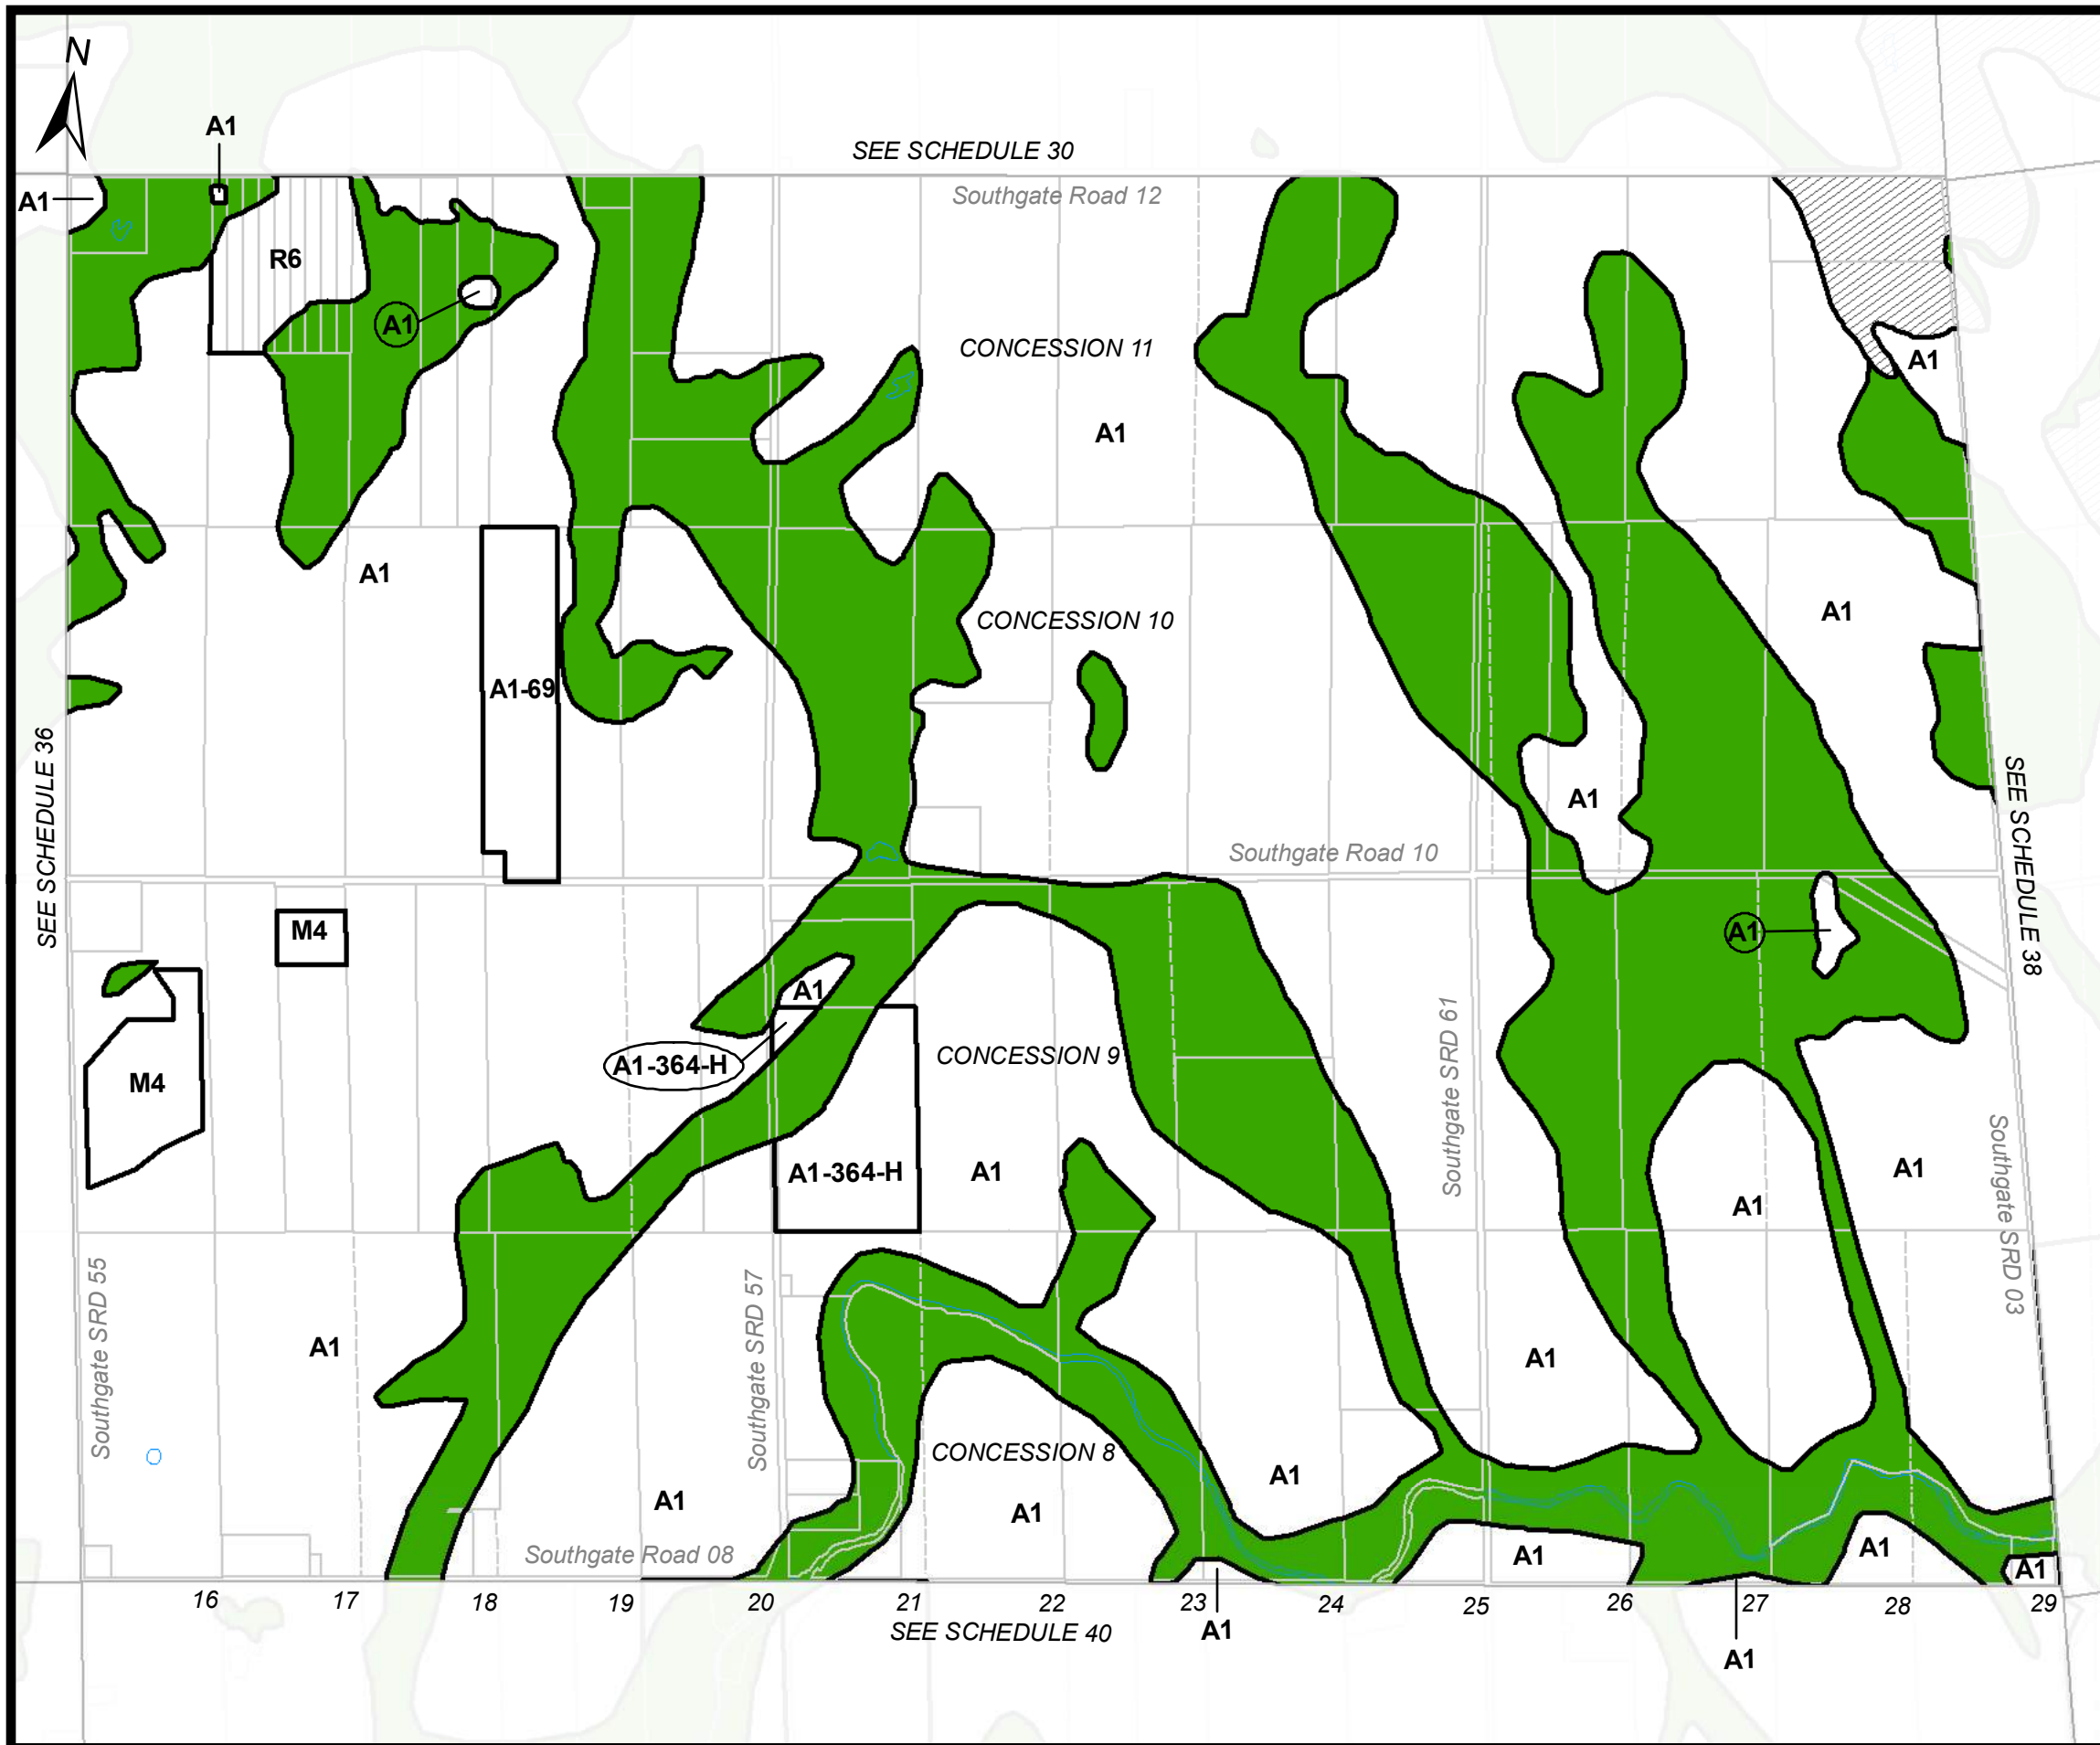 N
A1
SEE SCHEDULE 30
A1
Southgate Road 12
R6
A1
CONCESSION 11
A1
A1
A1
CONCESSION 10
A1
A1-69
SEE SCHEDULE 36
SEE SCHEDULE 38
A1
Southgate Road 10
M4
A1
A1
A1-364-H
CONCESSION 9
M4
Southgate SRD 61
A1-364-H
A1
A1
A1
Southgate SRD 03
Southgate SRD 55
Southgate SRD 57
A1
A1
CONCESSION 8
A1
A1
A1
Southgate Road 08
A1
A1
A1
16
17
18
19
20
21
22
23
24
25
26
27
28
29
SEE SCHEDULE 40
A1
A1